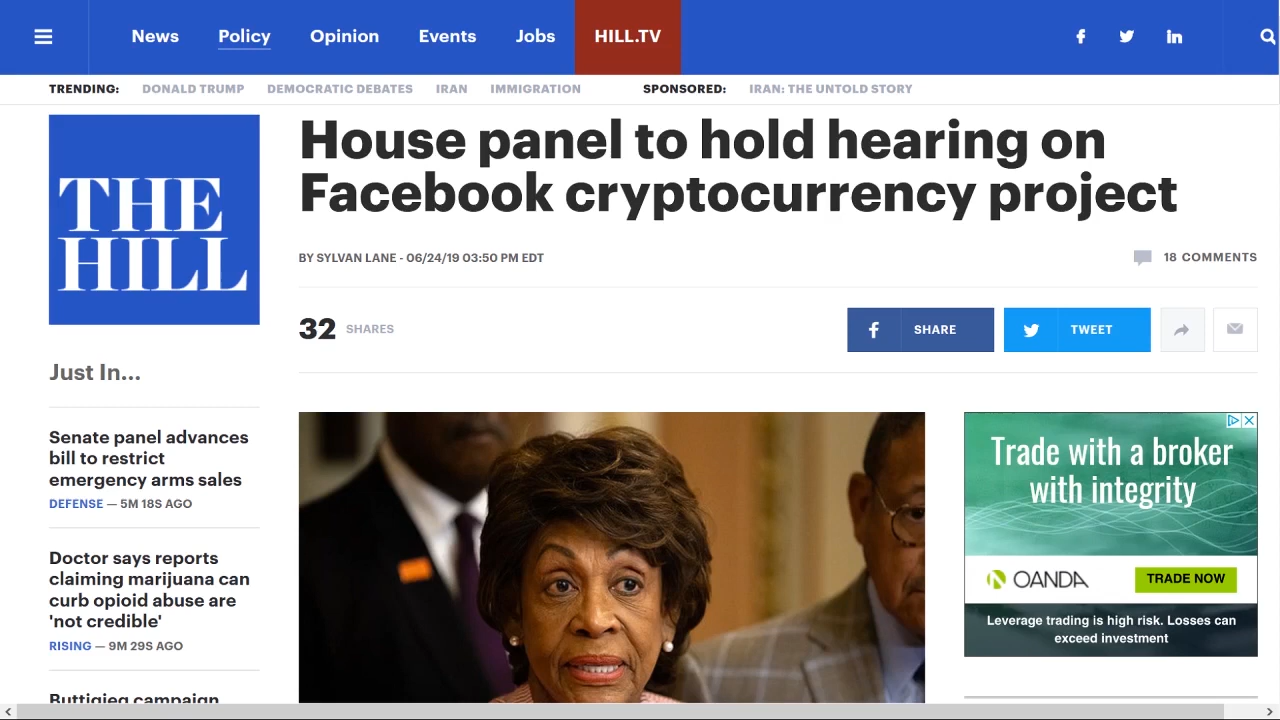 News Policy Opinion Events Jobs HILL.TV
TRENDING: DONALD TRUMP DEMOCRATIC DEBATES IRAN IMMIGRATION SPONSORED: IRAN: THE UNTOLD STORY
THE
HILL
House panel to hold hearing on
Facebook cryptocurrency project
BY SYLVAN LANE - 06/24/19 03:50 PM EDT
18 COMMENTS
32 SHARES
SHARE
TWEET
Just In...
Senate panel advances
bill to restrict
emergency arms sales
DEFENSE — 5M 18S AGO
Doctor says reports
claiming marijuana can
curb opioid abuse are
'not credible'
RISING — 9M 29S AGO
Buttigieg campaign
Trade with a broker
with integrity
OANDA
TRADE NOW
Leverage trading is high risk. Losses can
exceed investment